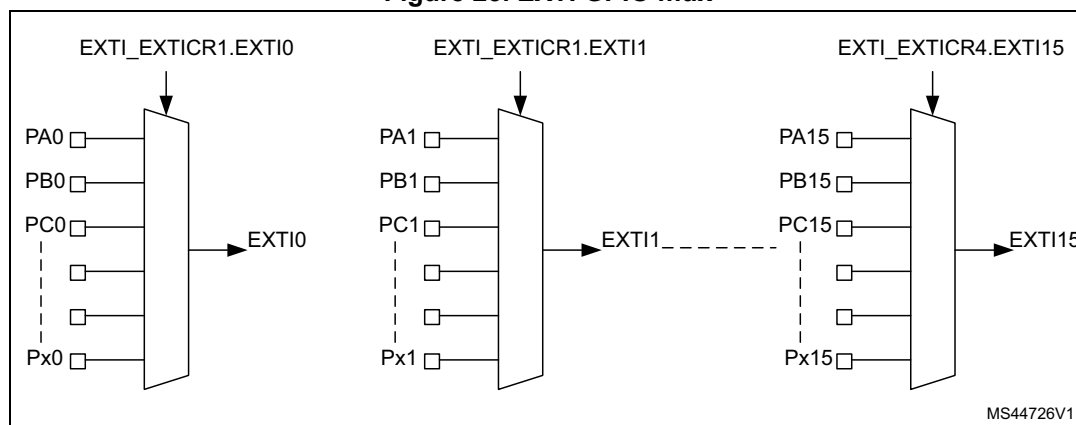 EXTI_EXTICR1.EXTI0 EXTI_EXTICR1.EXTI1 EXTI_EXTICR4.EXTI15
PA0 PA1 PA15
PB0 PB1 PB15
PC0 PC1 PC15
EXTI0 EXTI1 EXTI15
Px0 Px1 Px15
MS44726V1